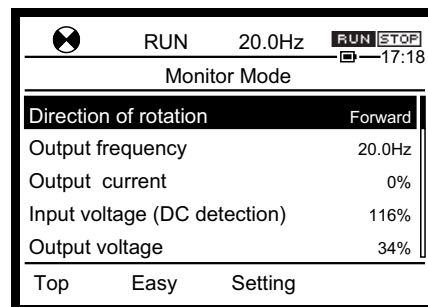 RUN 20.0Hz RUN STOP
17:18
Monitor Mode
Direction of rotation Forward
Output frequency 20.0Hz
Output current 0%
Input voltage (DC detection) 116%
Output voltage 34%
Top Easy Setting